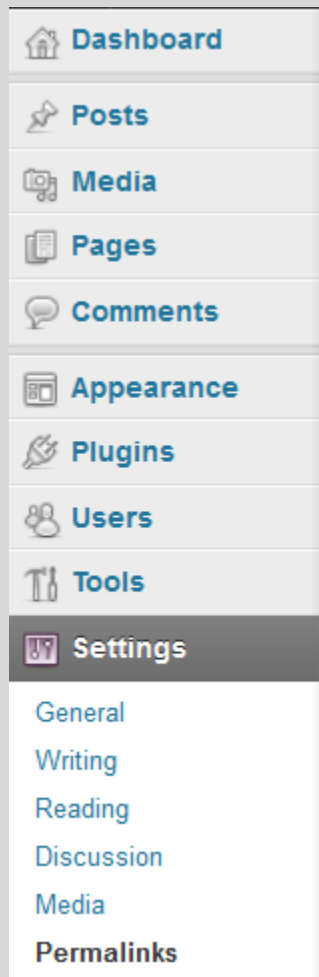 Dashboard
Posts
Media
Pages
Comments
Appearance
Plugins
Users
Tools
Settings
General
Writing
Reading
Discussion
Media
Permalinks